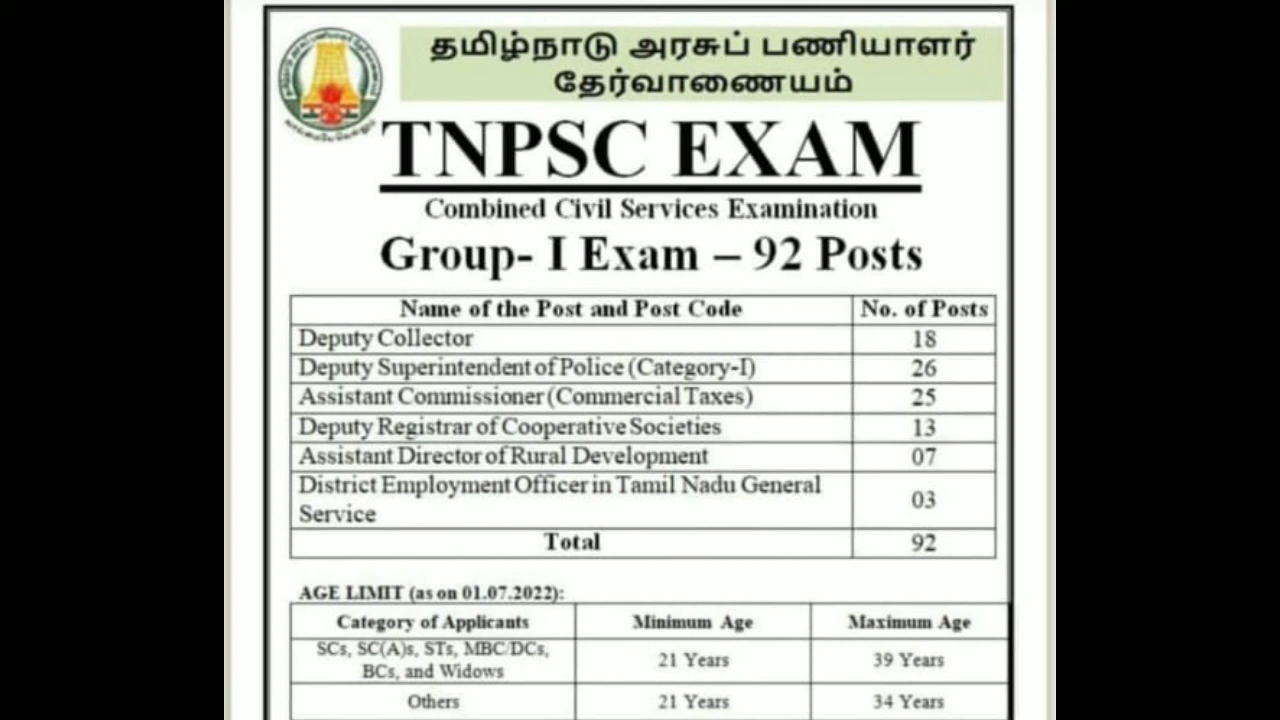 தமிழ்நாடு அரசுப் பணியாளர்
தேர்வாணையம்
TNPSC EXAM
Combined Civil Services Examination
Group- I Exam – 92 Posts
Name of the Post and Post Code No. of Posts
Deputy Collector 18
Deputy Superintendent of Police (Category-I) 26
Assistant Commissioner (Commercial Taxes) 25
Deputy Registrar of Cooperative Societies 13
Assistant Director of Rural Development 07
District Employment Officer in Tamil Nadu General
Service 03
Total 92
AGE LIMIT (as on 01.07.2022):
Category of Applicants Minimum Age Maximum Age
SCs, SC(A)s, STs, MBC/DCs,
BCs, and Widows 21 Years 39 Years
Others 21 Years 34 Years